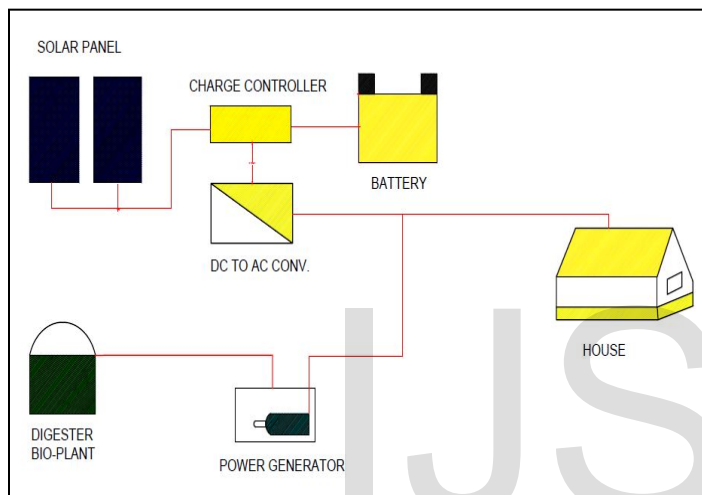 SOLAR PANEL
CHARGE CONTROLLER
BATTERY
DC TO AC CONV.
HOUSE
DIGESTER
BIO-PLANT
POWER GENERATOR
IJS